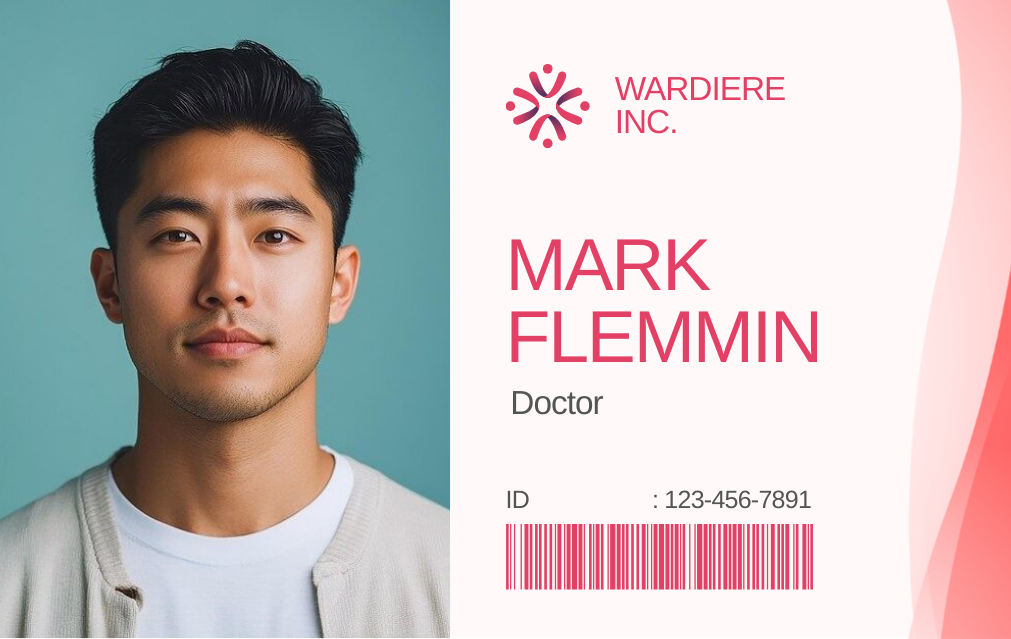 WARDIERE
INC.
MARK
FLEMMIN
Doctor
ID : 123-456-7891